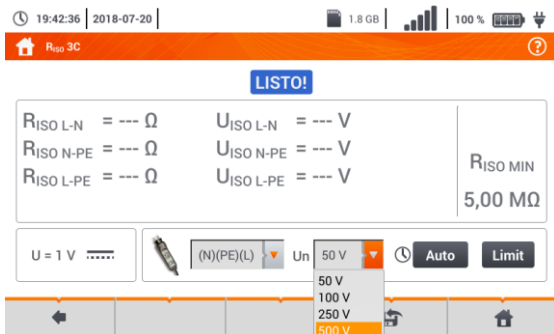 19:42:36 2018-07-20 1.8 GB 100 %
RISO 3C ?
LISTO!
RISO L-N = --- Ω UISO L-N = --- V
RISO N-PE = --- Ω UISO N-PE = --- V
RISO L-PE = --- Ω UISO L-PE = --- V
RISO MIN
5,00 MΩ
U = 1 V (N)(PE)(L) Un 50 V Auto Limit
50 V
100 V
250 V
500 V